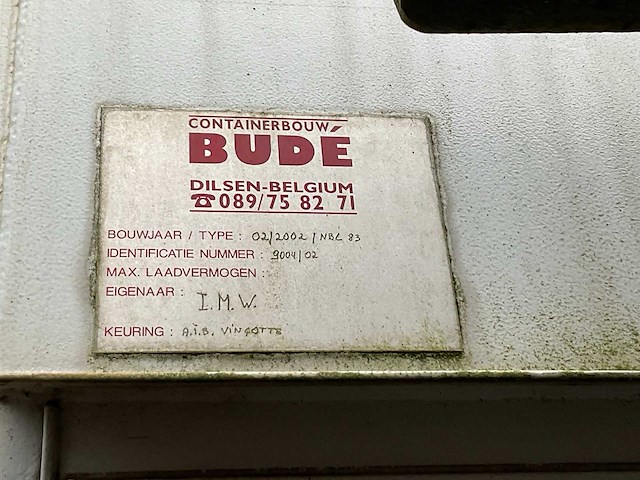 CONTAINERBOUW
BUDÉ
DILSEN-BELGIUM
☎089/75 82 71
BOUWJAAR / TYPE : 02/2002 / NBL 83
IDENTIFICATIE NUMMER : 9004/02
MAX. LAADVERMOGEN :
EIGENAAR : I.M.W.
KEURING : A.I.B. VINÇOTTE